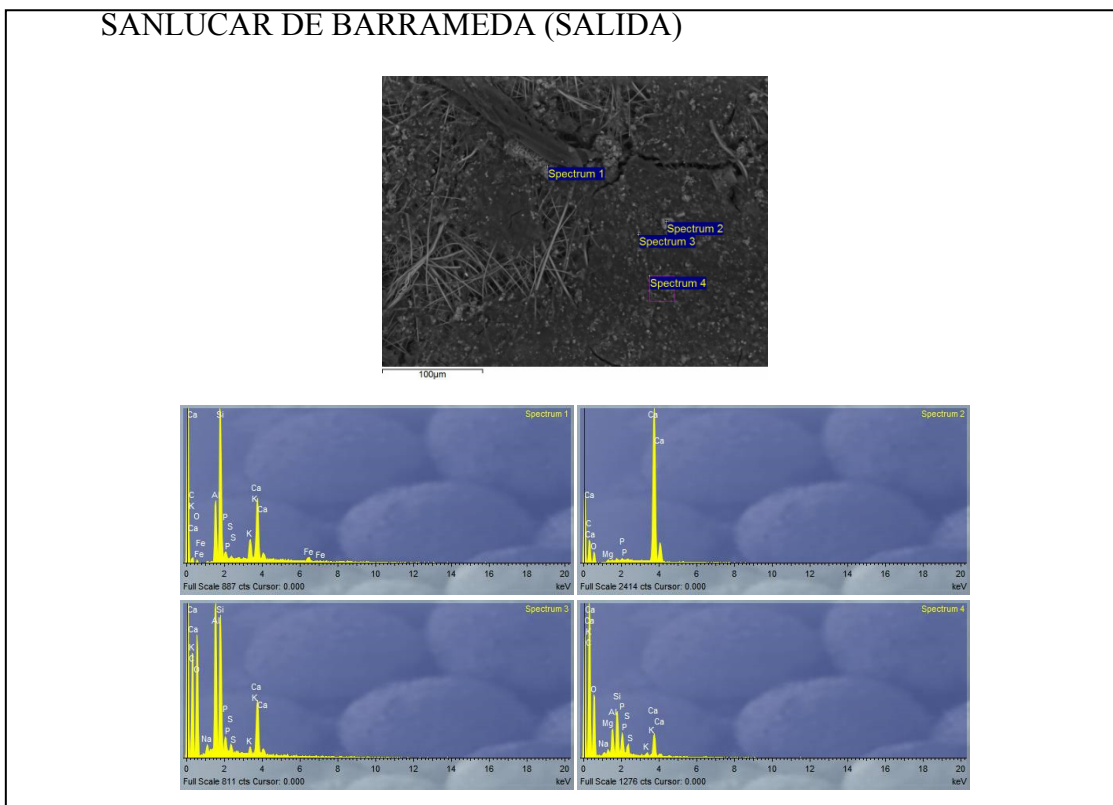 SANLUCAR DE BARRAMEDA (SALIDA)
Spectrum 1
Spectrum 2
Spectrum 3
Spectrum 4
100µm
Spectrum 1
Ca Si
C Al Ca
K P K
O S Ca
Ca S K
Fe P Fe Fe
Fe
0 2 4 6 8 10 12 14 16 18 20
Full Scale 887 cts Cursor: 0.000 keV
Spectrum 2
Ca
Ca
Ca
C
Ca P
O Mg P
0 2 4 6 8 10 12 14 16 18 20
Full Scale 2414 cts Cursor: 0.000 keV
Spectrum 3
Ca Si
Ca Al
K Ca
C K
O P Ca
S
Na P S K
0 2 4 6 8 10 12 14 16 18 20
Full Scale 811 cts Cursor: 0.000 keV
Spectrum 4
Ca
Ca
K
C
O Si
Al P Ca
Mg S Ca
P K
Na S K
0 2 4 6 8 10 12 14 16 18 20
Full Scale 1276 cts Cursor: 0.000 keV